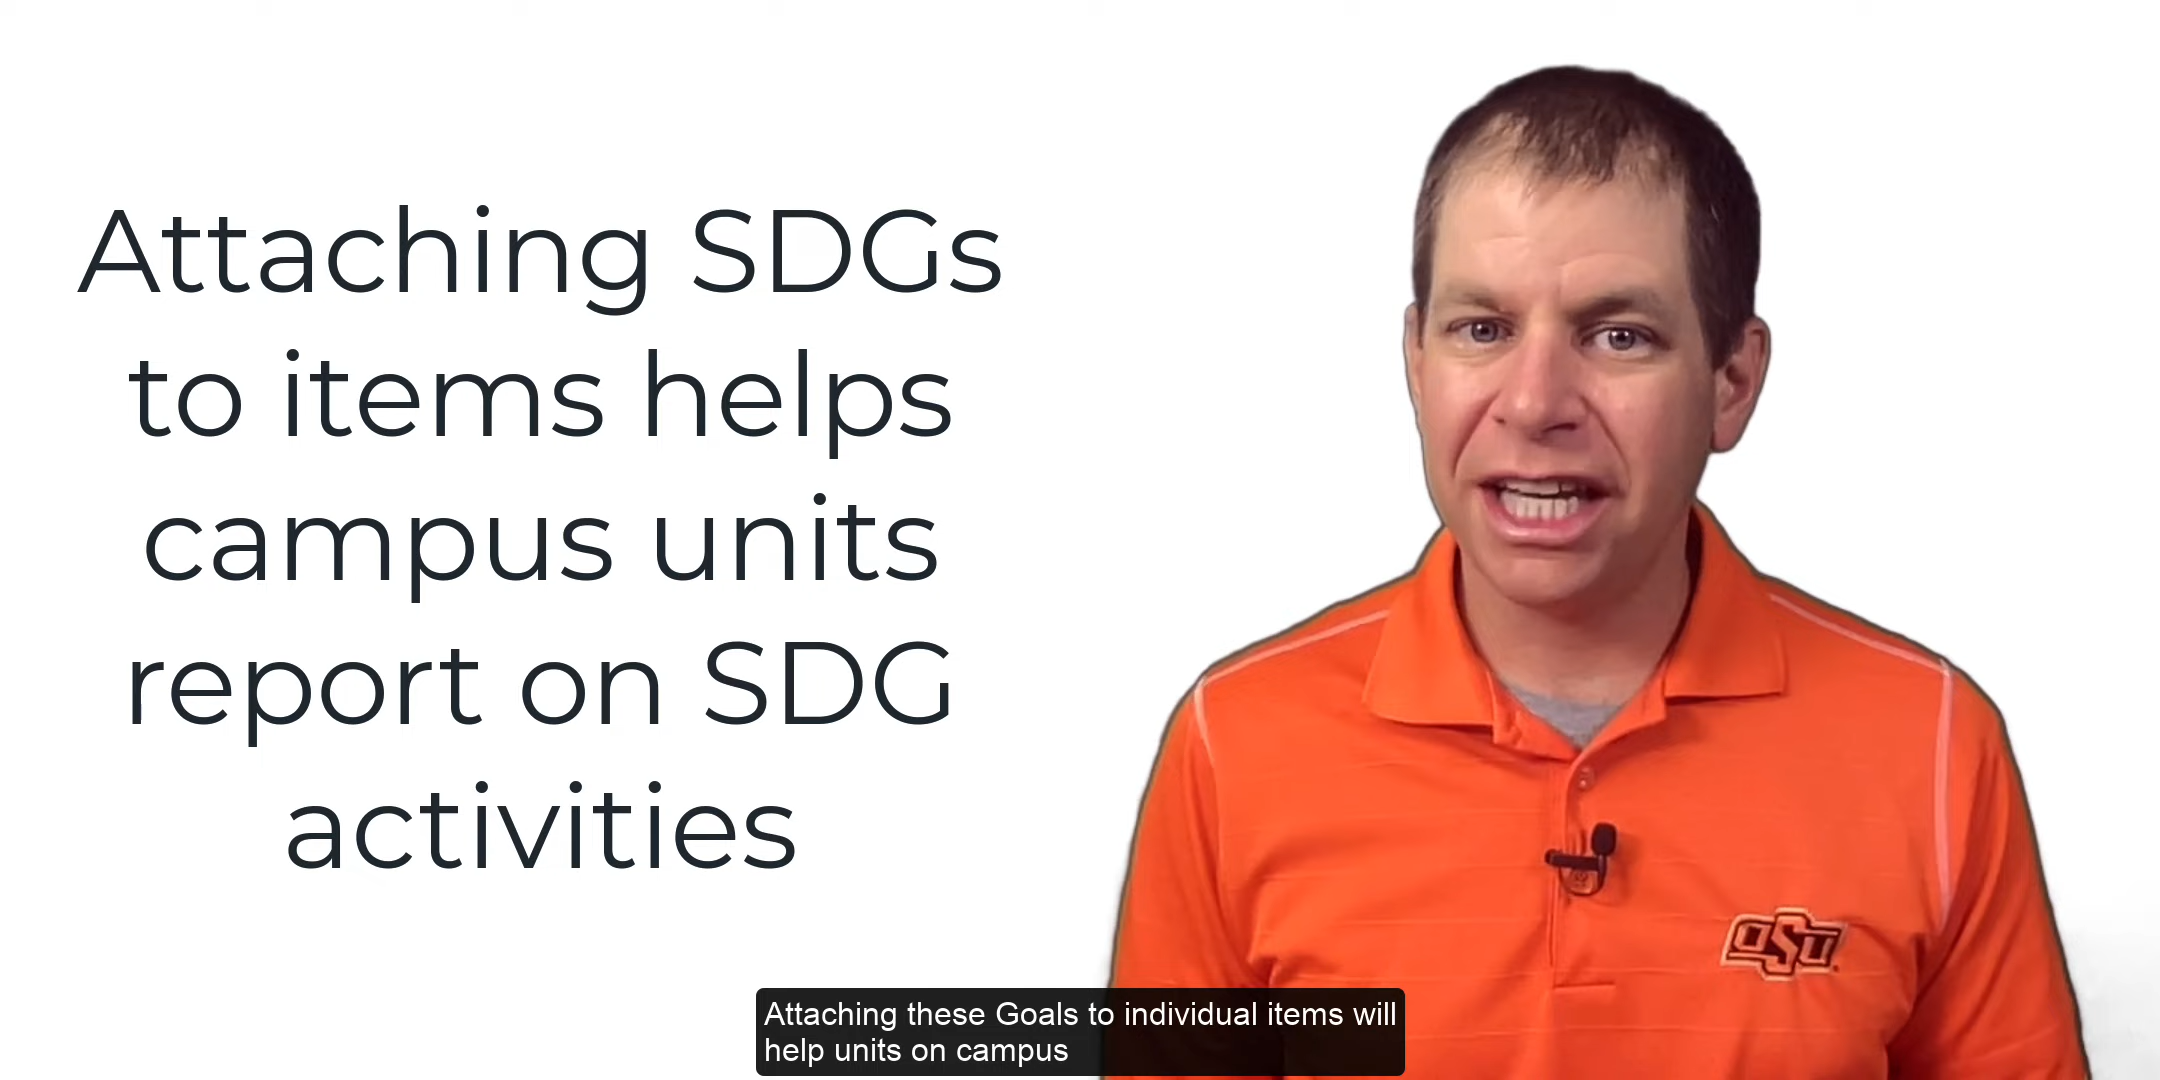 Attaching SDGs
to items helps
campus units
report on SDG
activities
OSU
Attaching these Goals to individual items will
help units on campus